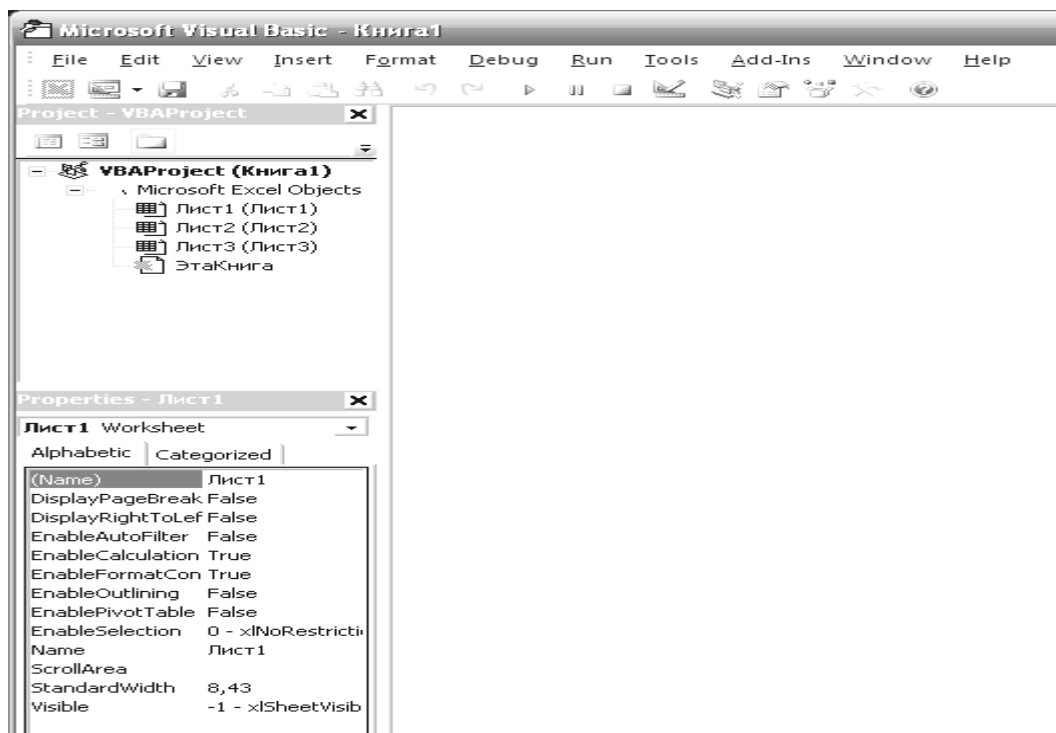 Microsoft Visual Basic - Книга1
File Edit View Insert Format Debug Run Tools Add-Ins Window Help
Project - VBAProject
VBAProject (Книга1)
Microsoft Excel Objects
Лист1 (Лист1)
Лист2 (Лист2)
Лист3 (Лист3)
ЭтаКнига
Properties - Лист1
Лист1 Worksheet
Alphabetic Categorized
(Name) Лист1
DisplayPageBreak False
DisplayRightToLef False
EnableAutoFilter False
EnableCalculation True
EnableFormatCon True
EnableOutlining False
EnablePivotTable False
EnableSelection 0 - xlNoRestricti
Name Лист1
ScrollArea
StandardWidth 8,43
Visible -1 - xlSheetVisib